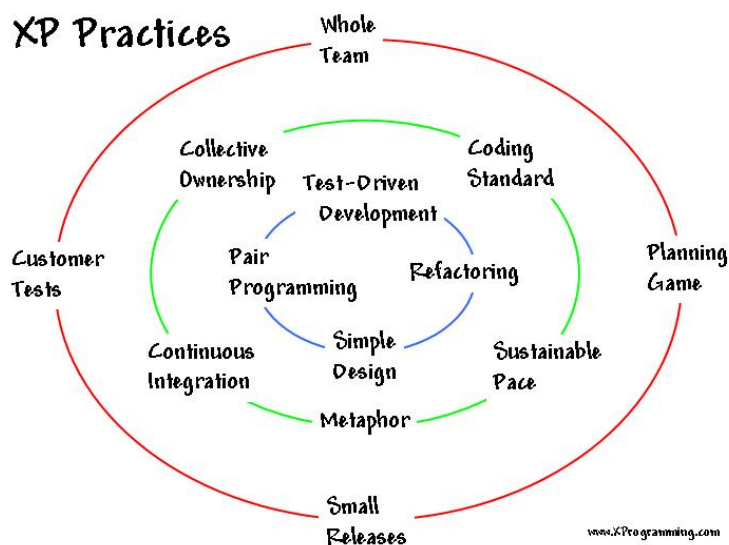 XP Practices
Whole
Team
Collective
Ownership
Coding
Standard
Test-Driven
Development
Customer
Tests
Pair
Programming
Refactoring
Planning
Game
Continuous
Integration
Simple
Design
Sustainable
Pace
Metaphor
Small
Releases
www.XProgramming.com